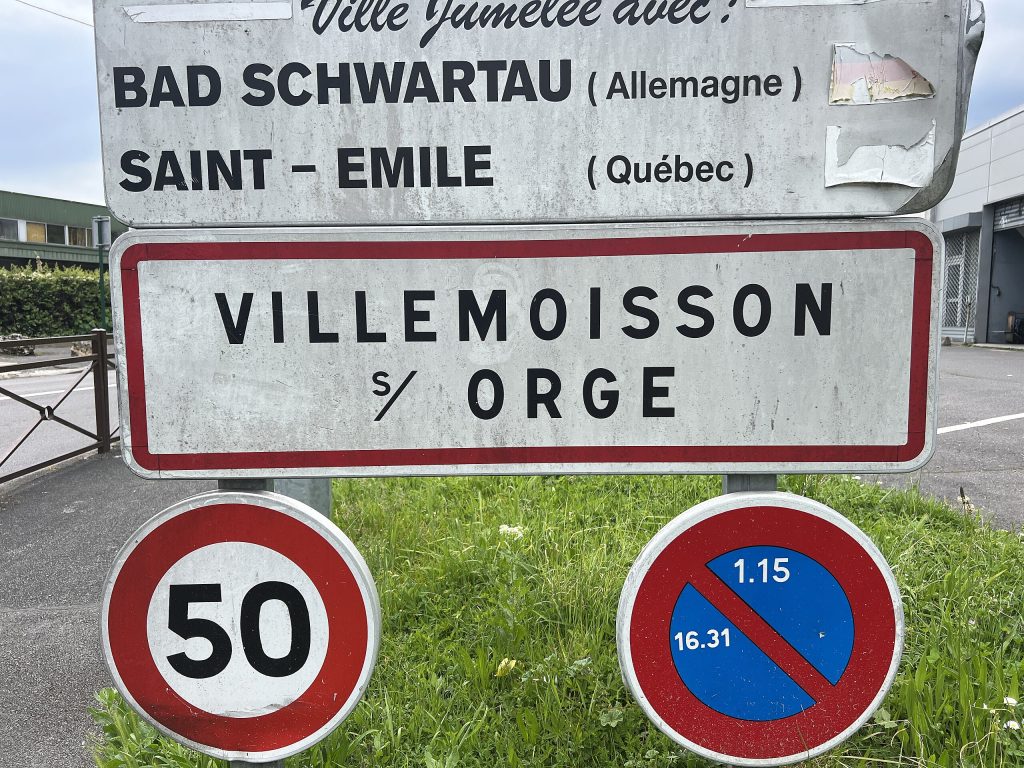 Ville Jumelée avec :
BAD SCHWARTAU ( Allemagne )
SAINT - EMILE ( Québec )
VILLEMOISSON
s/ ORGE
50
1.15
16.31